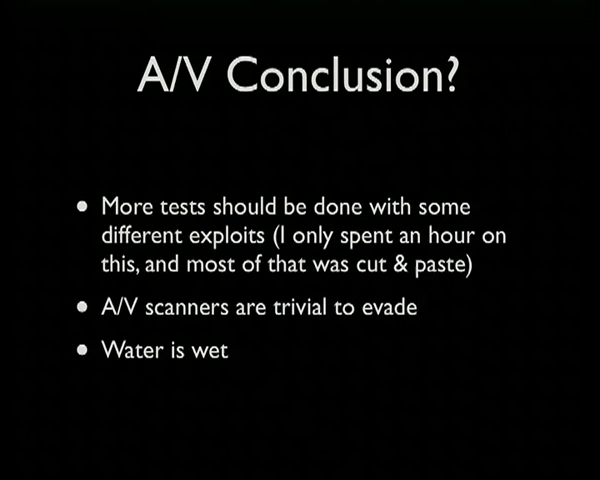 A/V Conclusion?
• More tests should be done with some
different exploits (I only spent an hour on
this, and most of that was cut & paste)
• A/V scanners are trivial to evade
• Water is wet